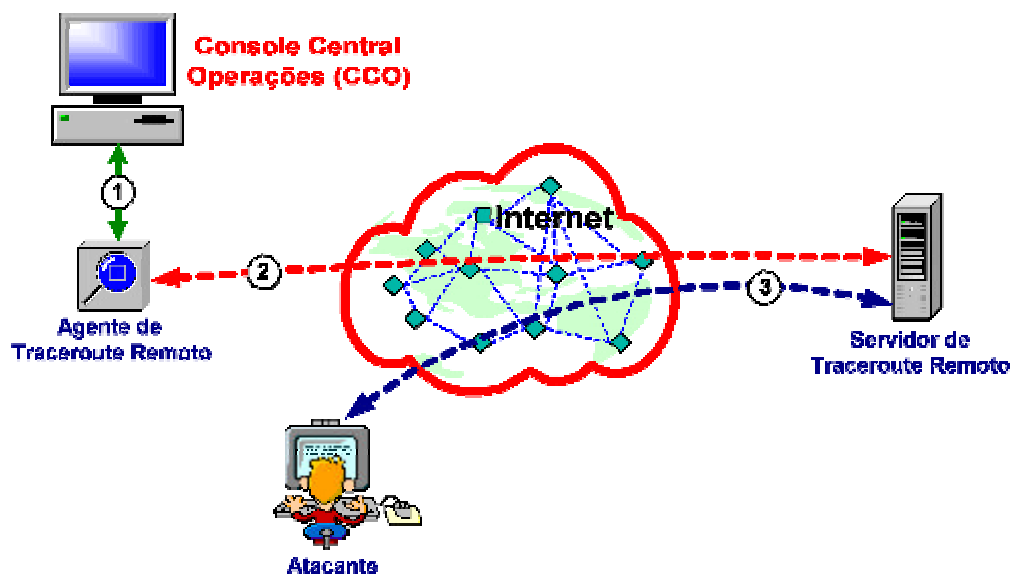 Console Central
Operações (CCO)
1
Internet
2
3
Agente de
Traceroute Remoto
Servidor de
Traceroute Remoto
Atacante